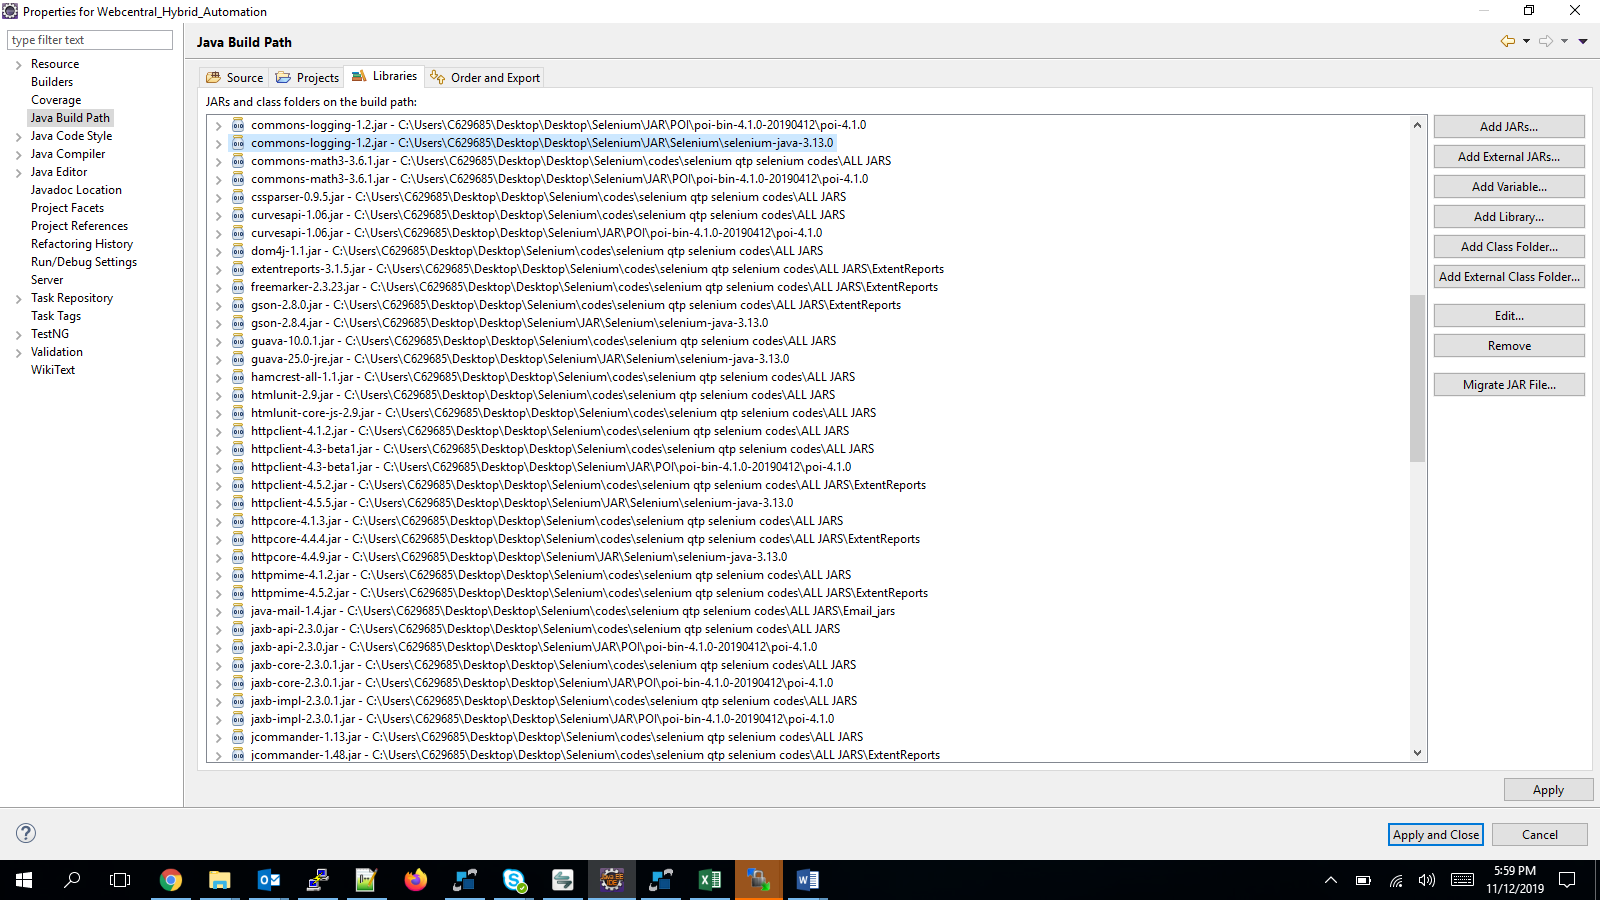 Properties for Webcentral_Hybrid_Automation
type filter text
Resource
Builders
Coverage
Java Build Path
Java Code Style
Java Compiler
Java Editor
Javadoc Location
Project Facets
Project References
Refactoring History
Run/Debug Settings
Server
Task Repository
Task Tags
TestNG
Validation
WikiText
Java Build Path
Source
Projects
Libraries
Order and Export
JARs and class folders on the build path:
commons-logging-1.2.jar - C:\Users\C629685\Desktop\Desktop\Selenium\JAR\POI\poi-bin-4.1.0-20190412\poi-4.1.0
commons-logging-1.2.jar - C:\Users\C629685\Desktop\Desktop\Selenium\JAR\Selenium\selenium-java-3.13.0
commons-math3-3.6.1.jar - C:\Users\C629685\Desktop\Desktop\Selenium\codes\selenium qtp selenium codes\ALL JARS
commons-math3-3.6.1.jar - C:\Users\C629685\Desktop\Desktop\Selenium\JAR\POI\poi-bin-4.1.0-20190412\poi-4.1.0
cssparser-0.9.5.jar - C:\Users\C629685\Desktop\Desktop\Selenium\codes\selenium qtp selenium codes\ALL JARS
curvesapi-1.06.jar - C:\Users\C629685\Desktop\Desktop\Selenium\codes\selenium qtp selenium codes\ALL JARS
curvesapi-1.06.jar - C:\Users\C629685\Desktop\Desktop\Selenium\JAR\POI\poi-bin-4.1.0-20190412\poi-4.1.0
dom4j-1.1.jar - C:\Users\C629685\Desktop\Desktop\Selenium\codes\selenium qtp selenium codes\ALL JARS
extentreports-3.1.5.jar - C:\Users\C629685\Desktop\Desktop\Selenium\codes\selenium qtp selenium codes\ALL JARS\ExtentReports
freemarker-2.3.23.jar - C:\Users\C629685\Desktop\Desktop\Selenium\codes\selenium qtp selenium codes\ALL JARS\ExtentReports
gson-2.8.0.jar - C:\Users\C629685\Desktop\Desktop\Selenium\codes\selenium qtp selenium codes\ALL JARS\ExtentReports
gson-2.8.4.jar - C:\Users\C629685\Desktop\Desktop\Selenium\JAR\Selenium\selenium-java-3.13.0
guava-10.0.1.jar - C:\Users\C629685\Desktop\Desktop\Selenium\codes\selenium qtp selenium codes\ALL JARS
guava-25.0-jre.jar - C:\Users\C629685\Desktop\Desktop\Selenium\JAR\Selenium\selenium-java-3.13.0
hamcrest-all-1.1.jar - C:\Users\C629685\Desktop\Desktop\Selenium\codes\selenium qtp selenium codes\ALL JARS
htmlunit-2.9.jar - C:\Users\C629685\Desktop\Desktop\Selenium\codes\selenium qtp selenium codes\ALL JARS
htmlunit-core-js-2.9.jar - C:\Users\C629685\Desktop\Desktop\Selenium\codes\selenium qtp selenium codes\ALL JARS
httpclient-4.1.2.jar - C:\Users\C629685\Desktop\Desktop\Selenium\codes\selenium qtp selenium codes\ALL JARS
httpclient-4.3-beta1.jar - C:\Users\C629685\Desktop\Desktop\Selenium\codes\selenium qtp selenium codes\ALL JARS
httpclient-4.3-beta1.jar - C:\Users\C629685\Desktop\Desktop\Selenium\JAR\POI\poi-bin-4.1.0-20190412\poi-4.1.0
httpclient-4.5.2.jar - C:\Users\C629685\Desktop\Desktop\Selenium\codes\selenium qtp selenium codes\ALL JARS\ExtentReports
httpclient-4.5.5.jar - C:\Users\C629685\Desktop\Desktop\Selenium\JAR\Selenium\selenium-java-3.13.0
httpcore-4.1.3.jar - C:\Users\C629685\Desktop\Desktop\Selenium\codes\selenium qtp selenium codes\ALL JARS
httpcore-4.4.4.jar - C:\Users\C629685\Desktop\Desktop\Selenium\codes\selenium qtp selenium codes\ALL JARS\ExtentReports
httpcore-4.4.9.jar - C:\Users\C629685\Desktop\Desktop\Selenium\JAR\Selenium\selenium-java-3.13.0
httpmime-4.1.2.jar - C:\Users\C629685\Desktop\Desktop\Selenium\codes\selenium qtp selenium codes\ALL JARS
httpmime-4.5.2.jar - C:\Users\C629685\Desktop\Desktop\Selenium\codes\selenium qtp selenium codes\ALL JARS\ExtentReports
java-mail-1.4.jar - C:\Users\C629685\Desktop\Desktop\Selenium\codes\selenium qtp selenium codes\ALL JARS\Email_jars
jaxb-api-2.3.0.jar - C:\Users\C629685\Desktop\Desktop\Selenium\codes\selenium qtp selenium codes\ALL JARS
jaxb-api-2.3.0.jar - C:\Users\C629685\Desktop\Desktop\Selenium\JAR\POI\poi-bin-4.1.0-20190412\poi-4.1.0
jaxb-core-2.3.0.1.jar - C:\Users\C629685\Desktop\Desktop\Selenium\codes\selenium qtp selenium codes\ALL JARS
jaxb-core-2.3.0.1.jar - C:\Users\C629685\Desktop\Desktop\Selenium\JAR\POI\poi-bin-4.1.0-20190412\poi-4.1.0
jaxb-impl-2.3.0.1.jar - C:\Users\C629685\Desktop\Desktop\Selenium\codes\selenium qtp selenium codes\ALL JARS
jaxb-impl-2.3.0.1.jar - C:\Users\C629685\Desktop\Desktop\Selenium\JAR\POI\poi-bin-4.1.0-20190412\poi-4.1.0
jcommander-1.13.jar - C:\Users\C629685\Desktop\Desktop\Selenium\codes\selenium qtp selenium codes\ALL JARS
jcommander-1.48.jar - C:\Users\C629685\Desktop\Desktop\Selenium\codes\selenium qtp selenium codes\ALL JARS\ExtentReports
Add JARs...
Add External JARs...
Add Variable...
Add Library...
Add Class Folder...
Add External Class Folder...
Edit...
Remove
Migrate JAR File...
Apply
Apply and Close
Cancel
5:59 PM
11/12/2019